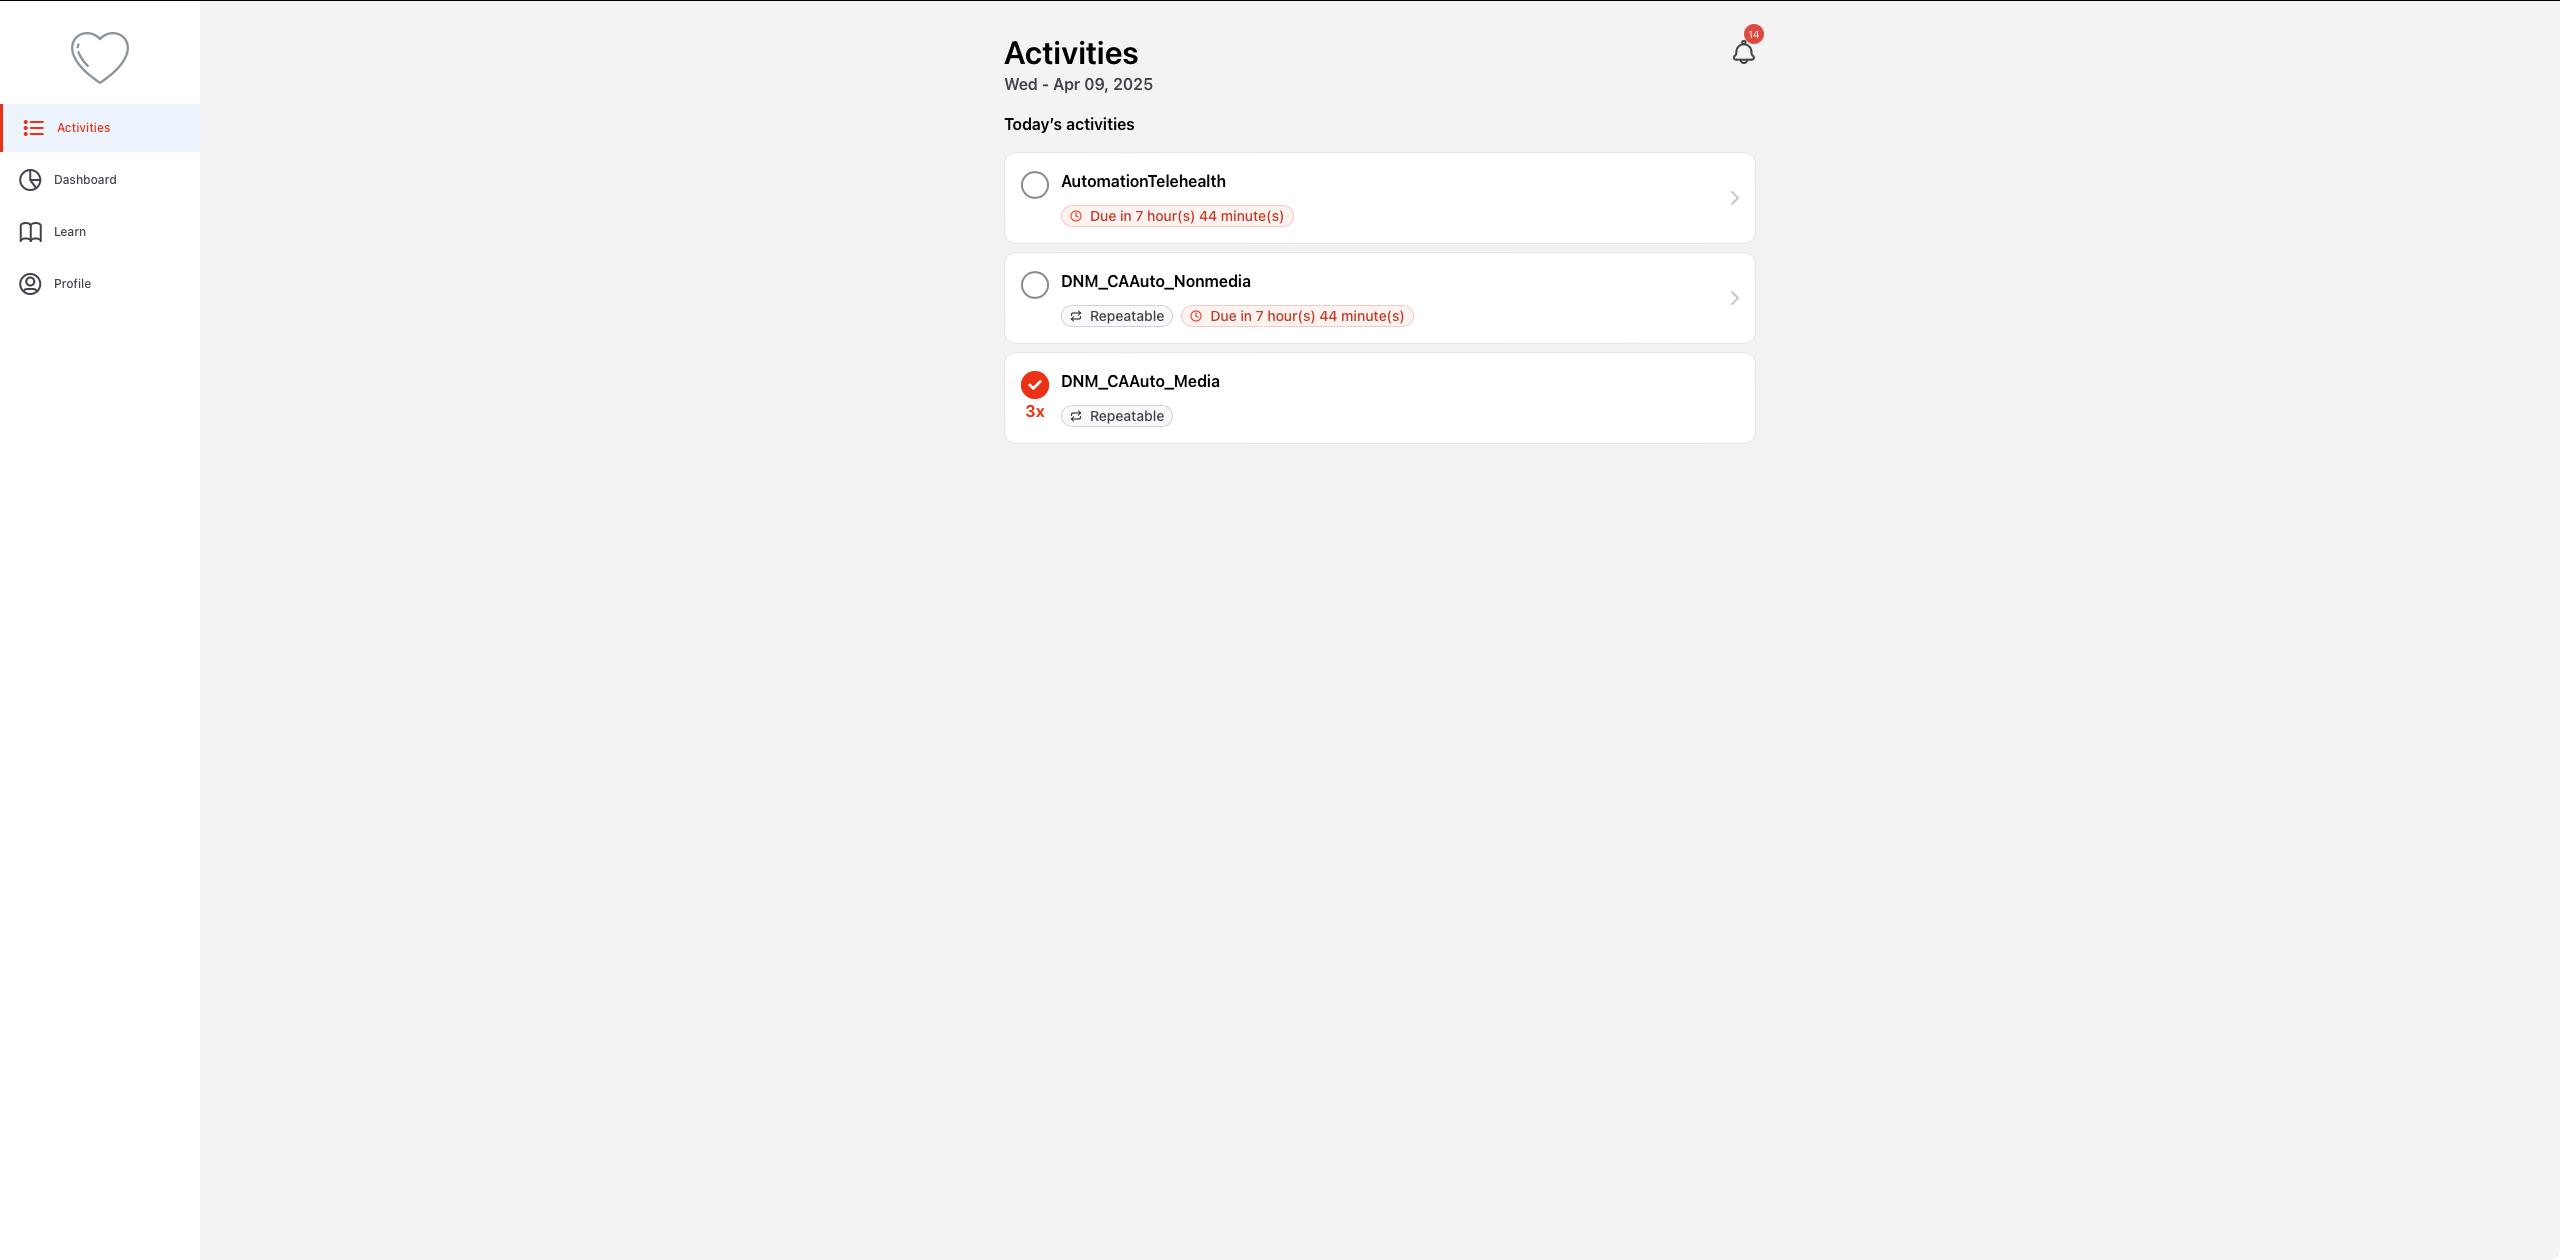 Activities
Dashboard
Learn
Profile
Activities
14
Wed - Apr 09, 2025
Today's activities
AutomationTelehealth
Due in 7 hour(s) 44 minute(s)
DNM_CAAuto_Nonmedia
Repeatable Due in 7 hour(s) 44 minute(s)
DNM_CAAuto_Media
3x Repeatable